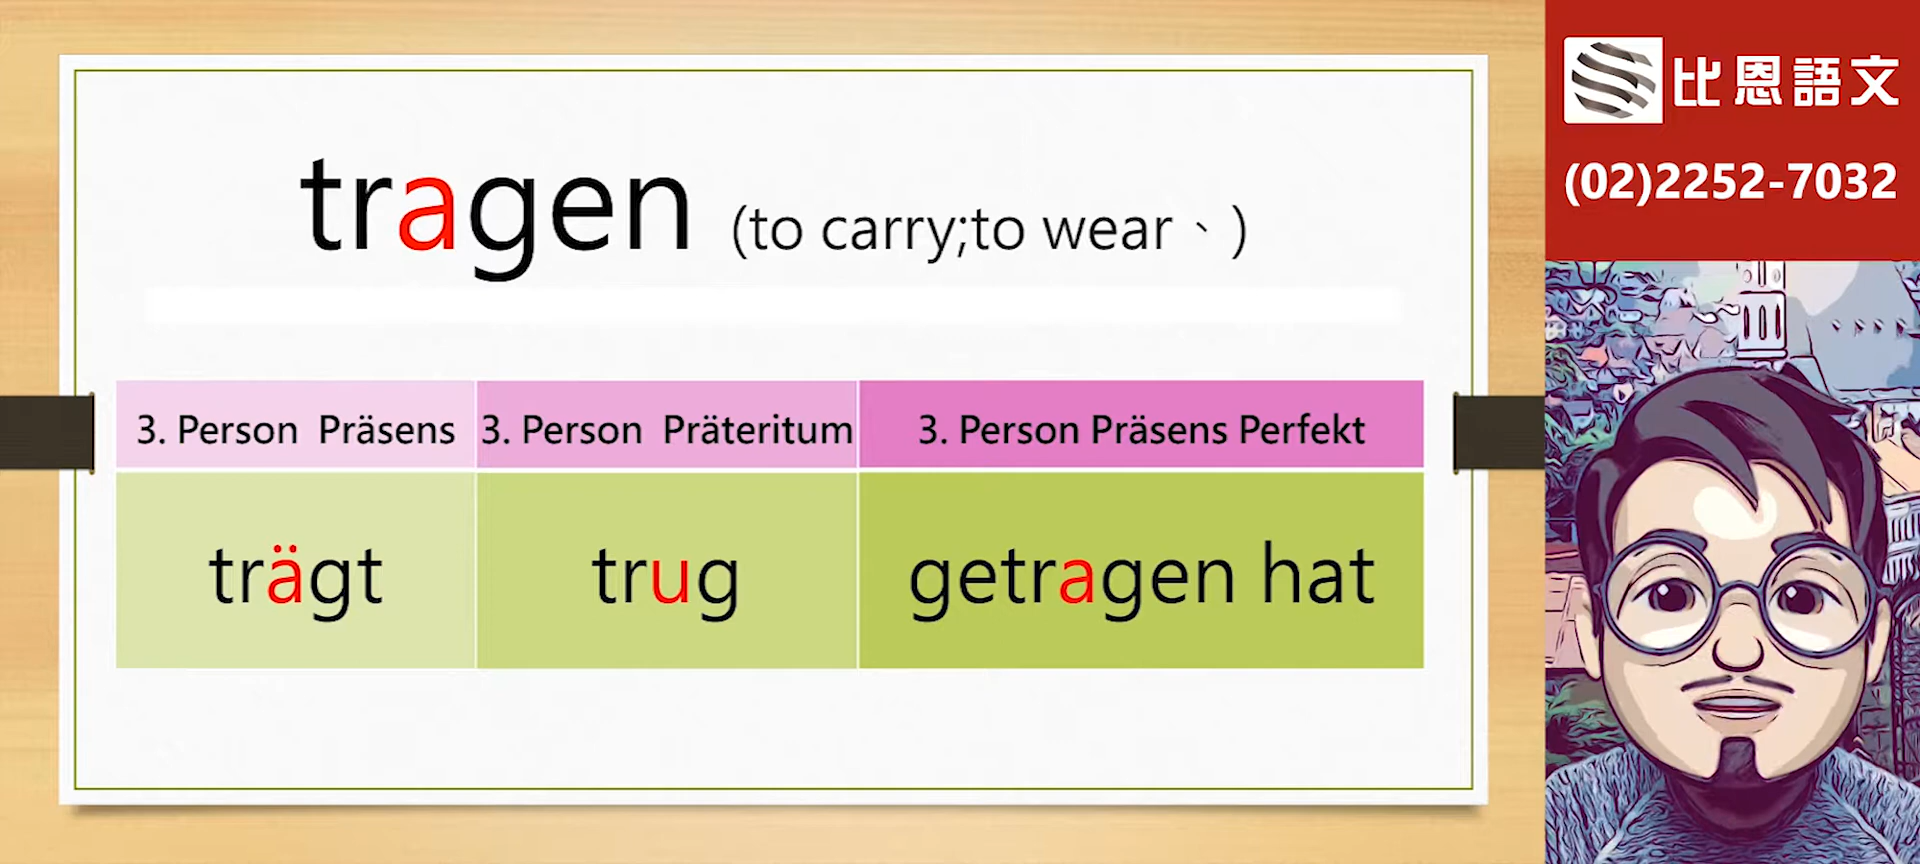 tragen (to carry;to wear、)
3. Person Präsens
3. Person Präteritum
3. Person Präsens Perfekt
trägt
trug
getragen hat
比恩語文
(02)2252-7032